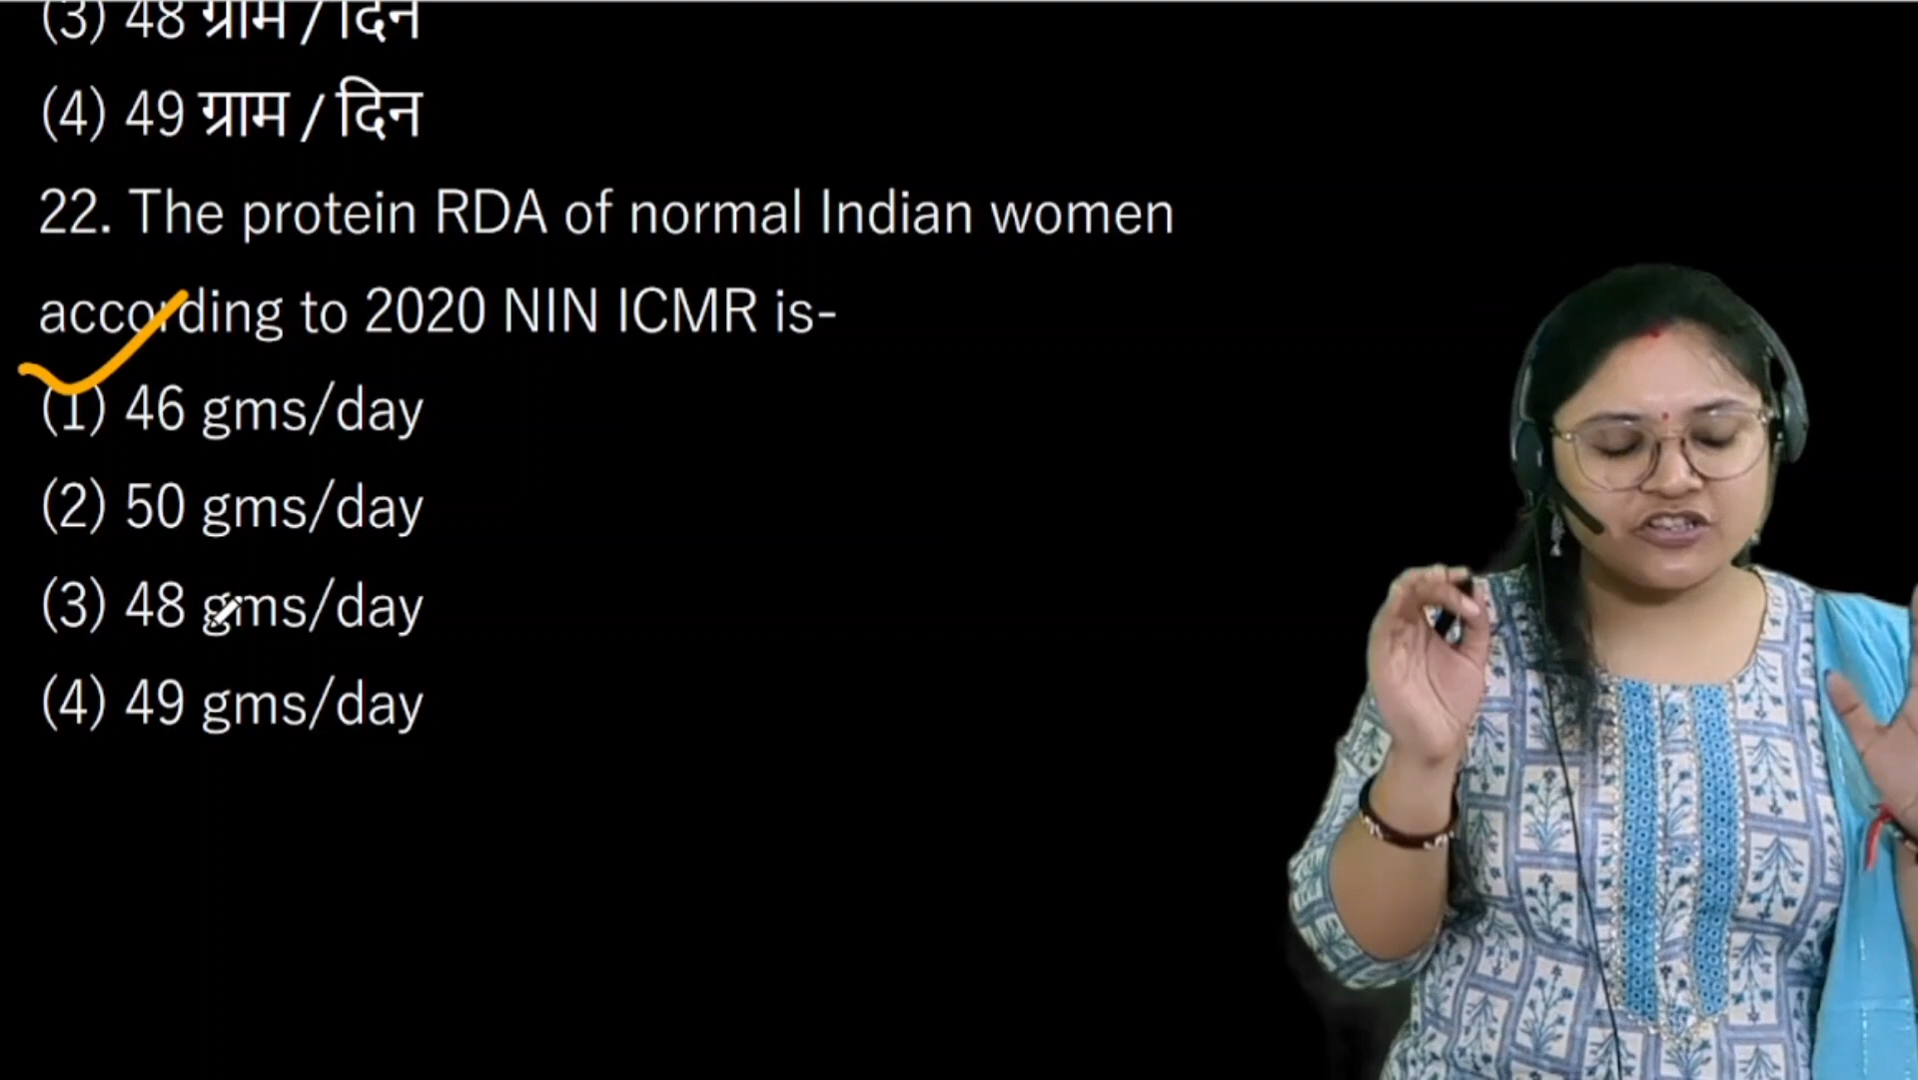 (3) 48 ग्राम / दिन
(4) 49 ग्राम / दिन
22. The protein RDA of normal Indian women
according to 2020 NIN ICMR is-
(1) 46 gms/day
(2) 50 gms/day
(3) 48 gms/day
(4) 49 gms/day